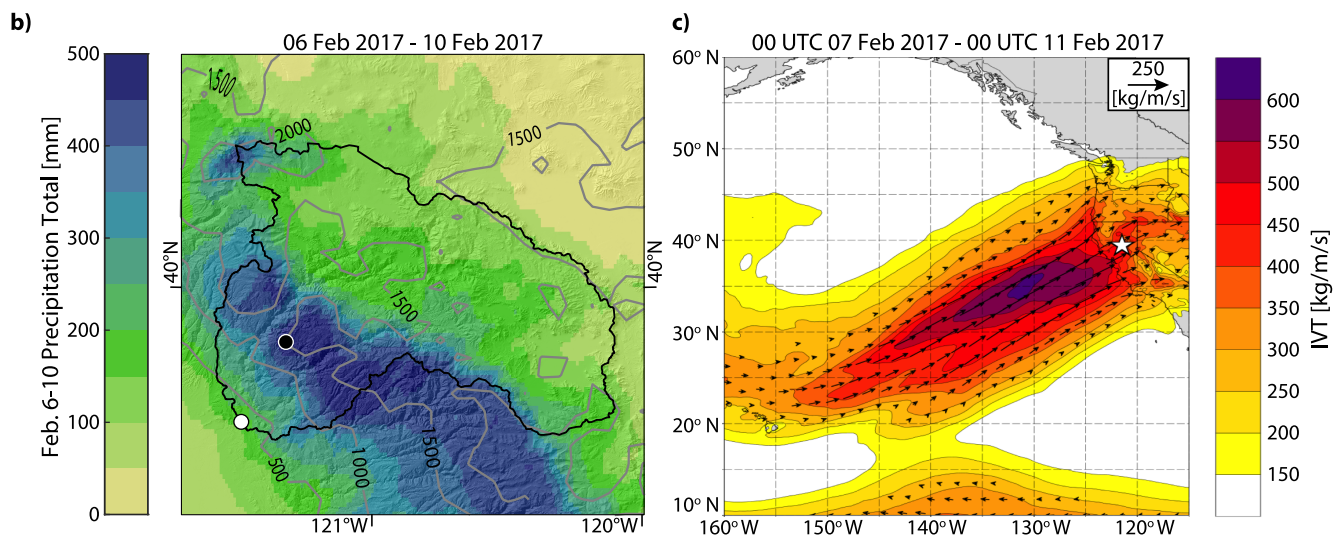 b)
06 Feb 2017 - 10 Feb 2017
Feb. 6-10 Precipitation Total [mm]
500
400
300
200
100
0
1500
2000
1500
1500
1500
1000
500
40°N
40°N
121°W
120°W
c)
00 UTC 07 Feb 2017 - 00 UTC 11 Feb 2017
250
[kg/m/s]
60° N
50° N
40° N
30° N
20° N
10° N
160°W
150°W
140°W
130°W
120°W
600
550
500
450
400
350
300
250
200
150
IVT [kg/m/s]